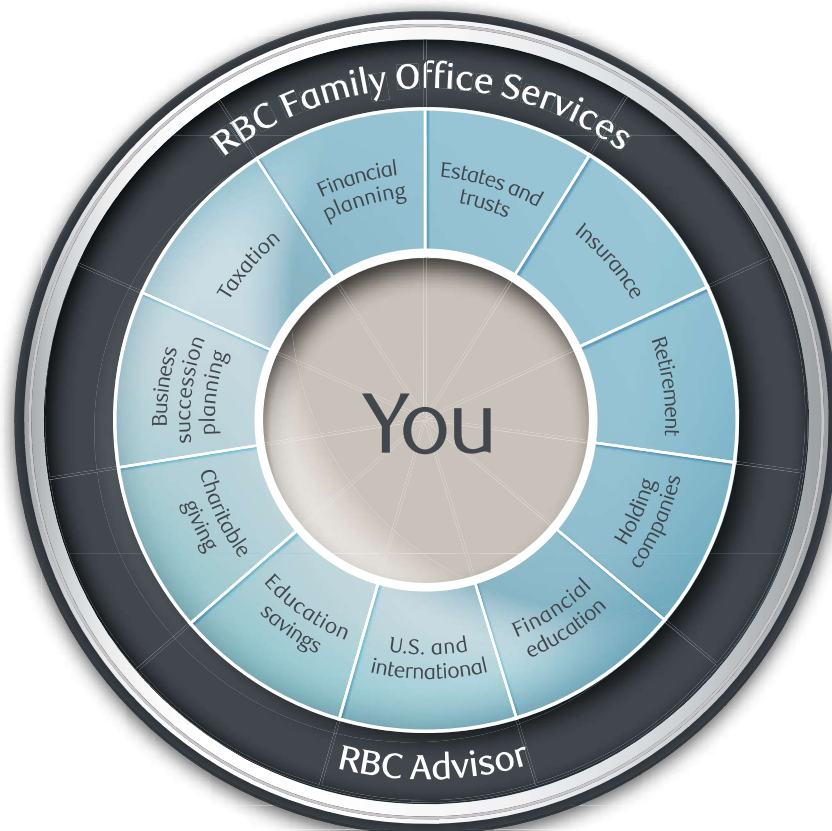 RBC Family Office Services
Financial
planning
Estates and
trusts
Insurance
Retirement
Holding
companies
Financial
education
U.S. and
international
Education
savings
Charitable
giving
Business
succession
planning
Taxation
You
RBC Advisor